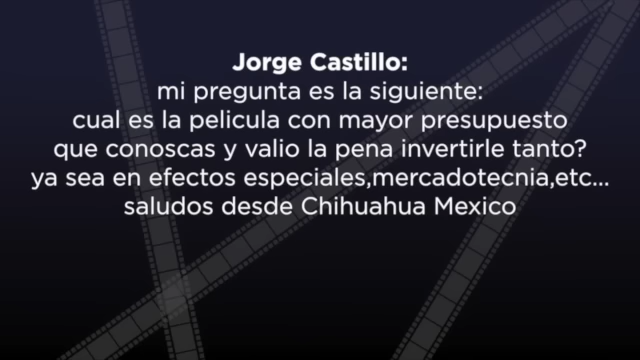 Jorge Castillo:
mi pregunta es la siguiente:
cual es la pelicula con mayor presupuesto
que conoscas y valio la pena invertirle tanto?
ya sea en efectos especiales,mercadotecnia,etc...
saludos desde Chihuahua Mexico